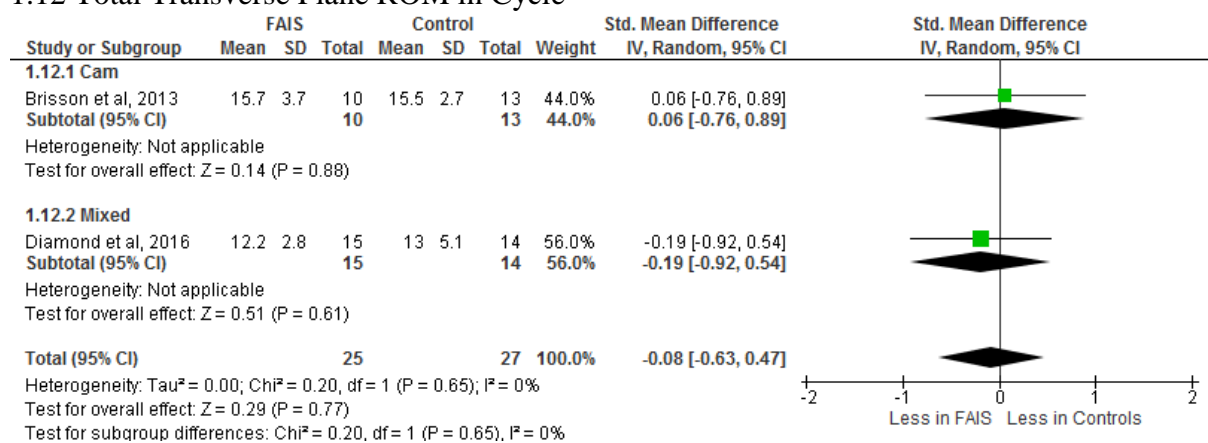 1.12 Total Transverse Plane ROM in Cycle
FAIS Control Std. Mean Difference Std. Mean Difference
Study or Subgroup Mean SD Total Mean SD Total Weight IV, Random, 95% CI IV, Random, 95% CI
1.12.1 Cam
Brisson et al, 2013 15.7 3.7 10 15.5 2.7 13 44.0% 0.06 [-0.76, 0.89]
Subtotal (95% CI) 10 13 44.0% 0.06 [-0.76, 0.89]
Heterogeneity: Not applicable
Test for overall effect: Z = 0.14 (P = 0.88)
1.12.2 Mixed
Diamond et al, 2016 12.2 2.8 15 13 5.1 14 56.0% -0.19 [-0.92, 0.54]
Subtotal (95% CI) 15 14 56.0% -0.19 [-0.92, 0.54]
Heterogeneity: Not applicable
Test for overall effect: Z = 0.51 (P = 0.61)
Total (95% CI) 25 27 100.0% -0.08 [-0.63, 0.47]
Heterogeneity: Tau² = 0.00; Chi² = 0.20, df = 1 (P = 0.65); I² = 0%
Test for overall effect: Z = 0.29 (P = 0.77)
Test for subgroup differences: Chi² = 0.20, df = 1 (P = 0.65), I² = 0%
-2 -1 0 1 2
Less in FAIS Less in Controls